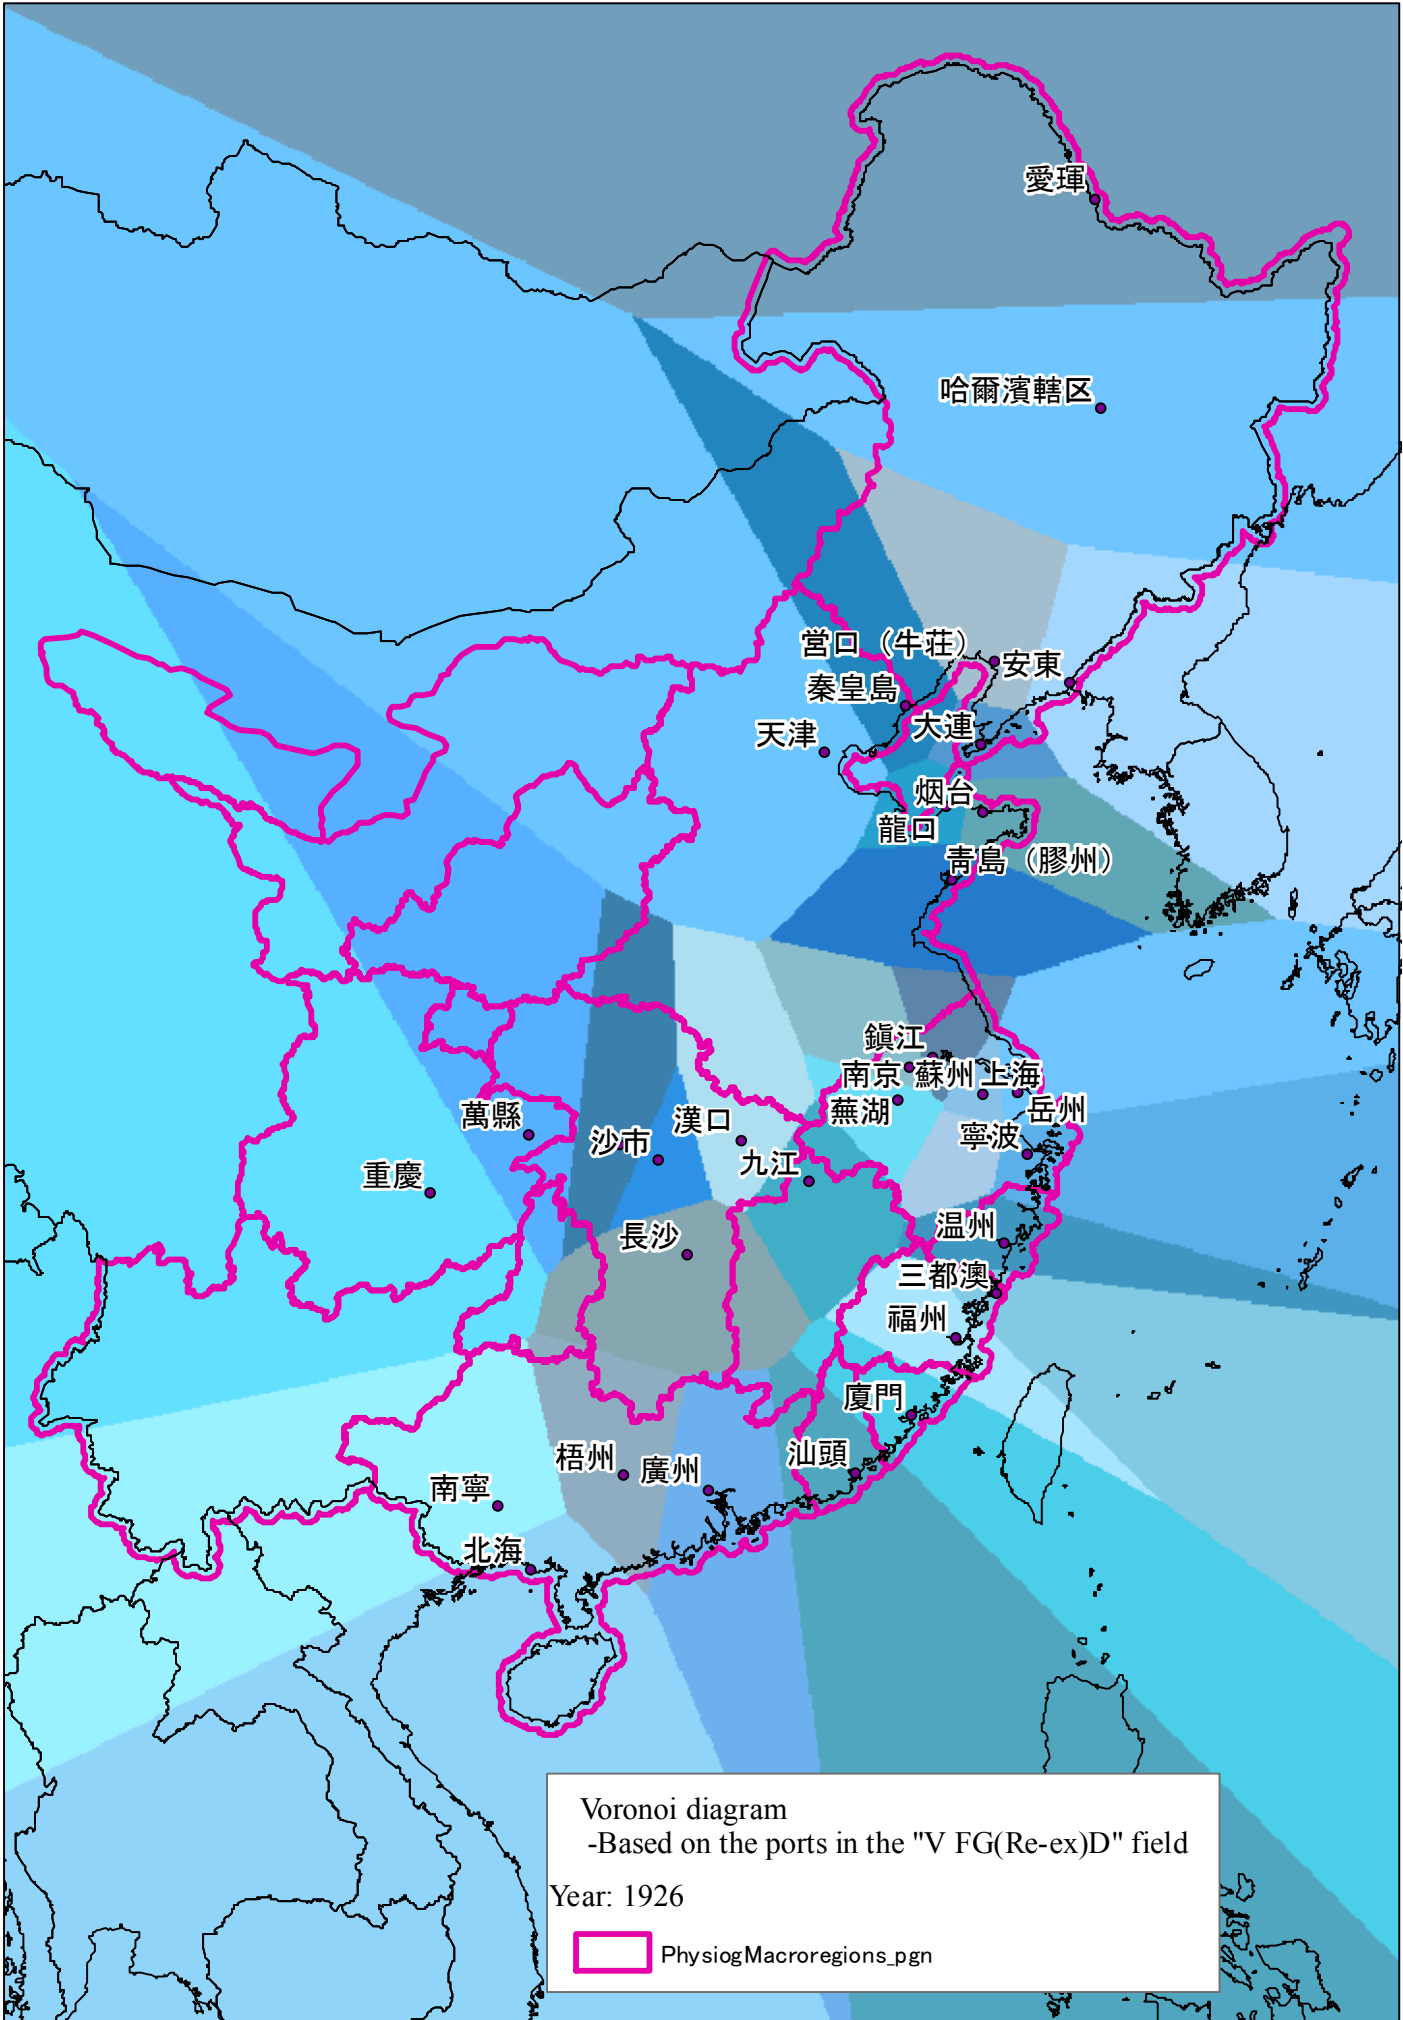 愛琿
哈爾濱轄区
営口（牛荘）
安東
秦皇島
大連
天津
烟台
龍口
青島（膠州）
鎭江
南京
蘇州
上海
蕪湖
岳州
萬縣
漢口
沙市
寧波
九江
重慶
長沙
温州
三都澳
福州
廈門
梧州
廣州
汕頭
南寧
北海
Voronoi diagram
-Based on the ports in the "V FG(Re-ex)D" field
Year: 1926
PhysiogMacroregions_pgn